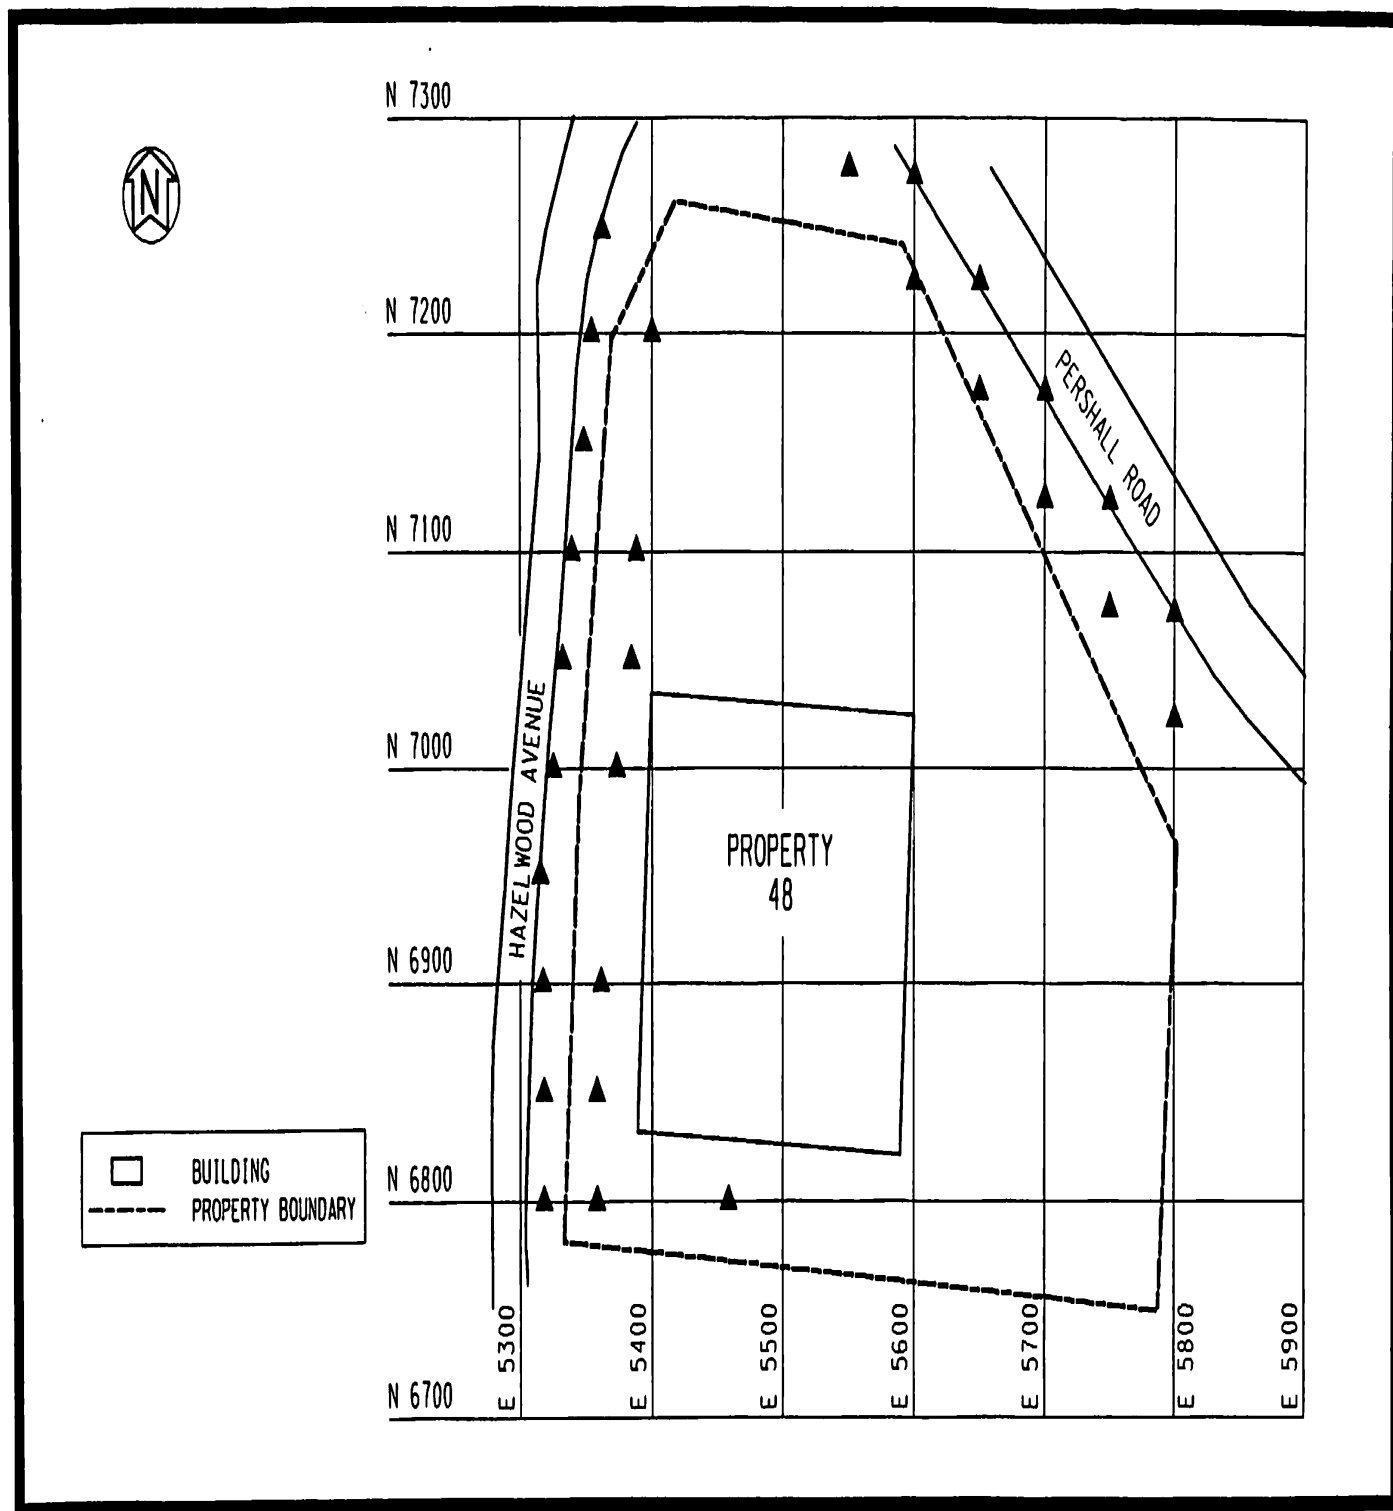 N 7300
N
N 7200
PERSHALL ROAD
N 7100
HAZELWOOD AVENUE
N 7000
PROPERTY
48
N 6900
BUILDING
N 6800
PROPERTY BOUNDARY
E 5300
E 5400
E 5500
E 5600
E 5700
E 5800
E 5900
N 6700